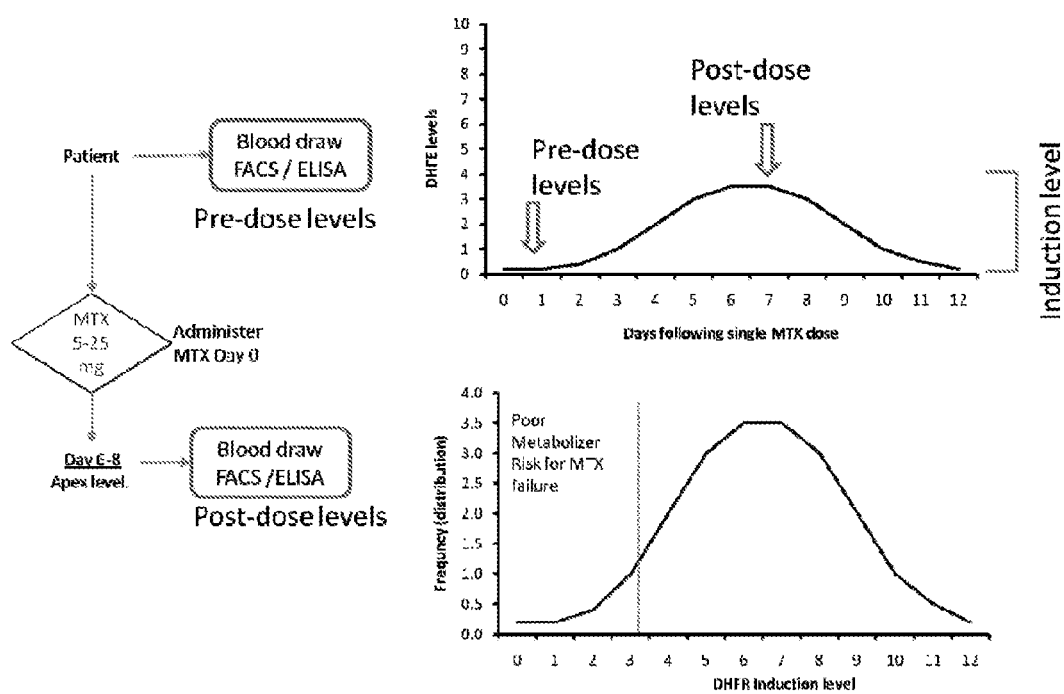 Patient
Blood draw
FACS / ELISA
Pre-dose levels
MTX
5-25
mg
Administer
MTX Day 0
Day 6-8
Apex level.
Blood draw
FACS /ELISA
Post-dose levels
10
9
8
7
6
5
4
3
2
1
0
DHFR levels
Pre-dose
levels
Post-dose
levels
Induction level
0 1 2 3 4 5 6 7 8 9 10 11 12
Days following single MTX dose
4.0
3.5
3.0
2.5
2.0
1.5
1.0
0.5
0.0
Frequncy (distribution)
Poor
Metabolizer
Risk for MTX
failure
0 1 2 3 4 5 6 7 8 9 10 11 12
DHFR Induction level